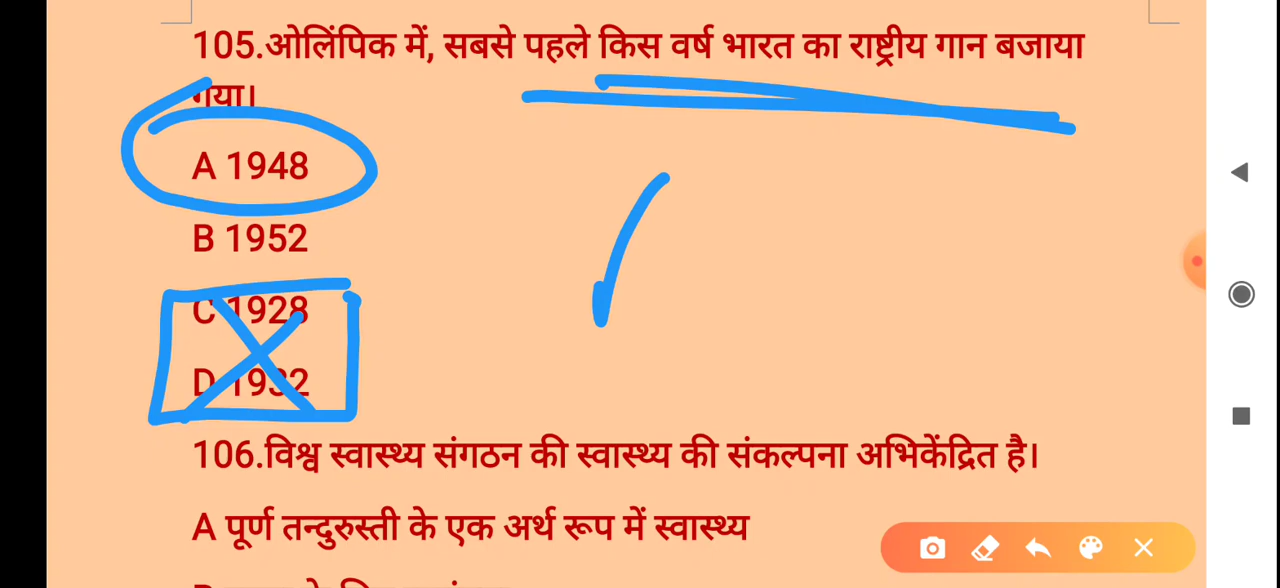 105.ओलिंपिक में, सबसे पहले किस वर्ष भारत का राष्ट्रीय गान बजाया
गया।
A 1948
B 1952
C 1928
D 1932
106.विश्व स्वास्थ्य संगठन की स्वास्थ्य की संकल्पना अभिकेंद्रित है।
A पूर्ण तन्दुरुस्ती के एक अर्थ रूप में स्वास्थ्य